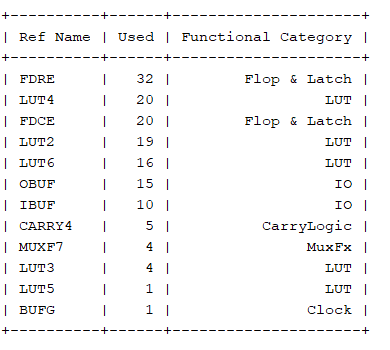 +----------+------+---------------------+
| Ref Name | Used | Functional Category |
+----------+------+---------------------+
| FDRE     |   32 |        Flop & Latch |
| LUT4     |   20 |                 LUT |
| FDCE     |   20 |        Flop & Latch |
| LUT2     |   19 |                 LUT |
| LUT6     |   16 |                 LUT |
| OBUF     |   15 |                  IO |
| IBUF     |   10 |                  IO |
| CARRY4   |    5 |          CarryLogic |
| MUXF7    |    4 |               MuxFx |
| LUT3     |    4 |                 LUT |
| LUT5     |    1 |                 LUT |
| BUFG     |    1 |               Clock |
+----------+------+---------------------+